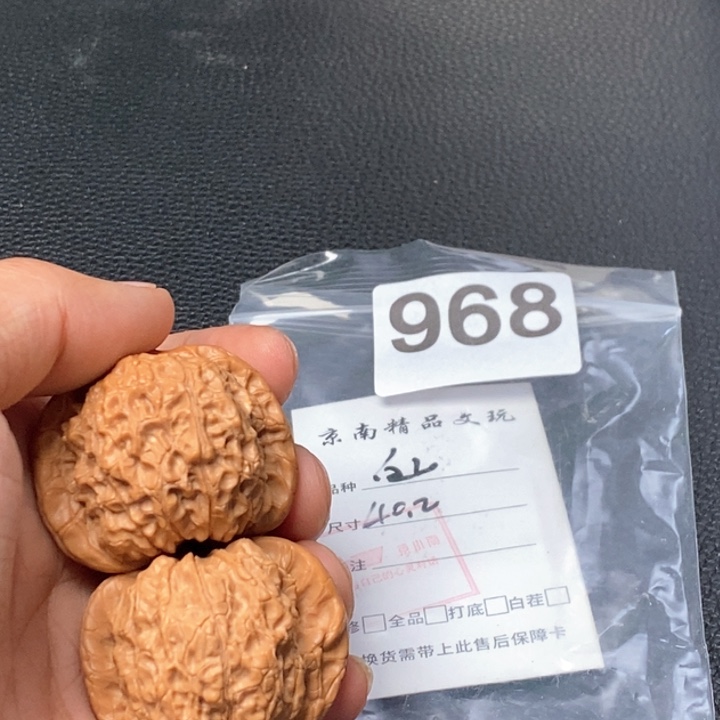 968
京南精品文玩
品种
尺寸 40.2
注
修□ 全品□ 打底□ 白茬□
换货需带上此售后保障卡